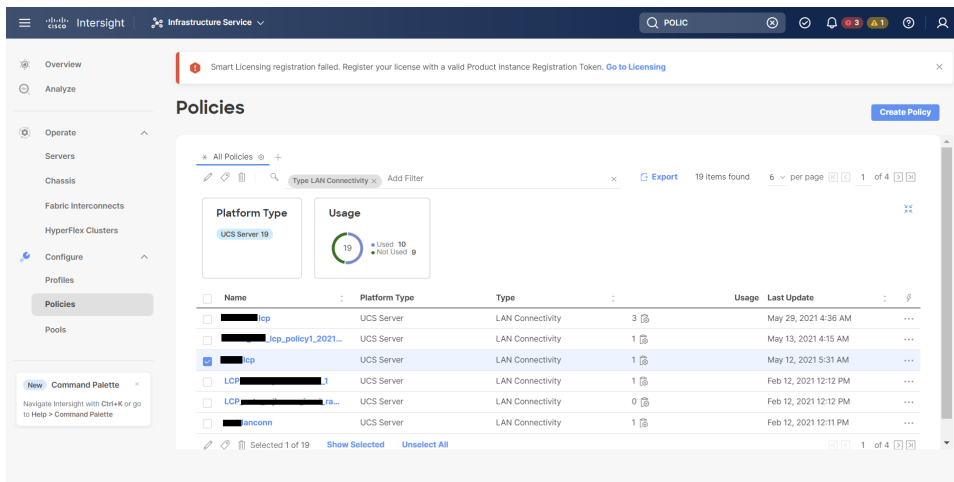 cisco Intersight Infrastructure Service POLIC 3 1
Overview
Analyze
Operate
Servers
Chassis
Fabric Interconnects
HyperFlex Clusters
Configure
Profiles
Policies
Pools
New Command Palette
Navigate Intersight with Ctrl+K or go
to Help > Command Palette
Smart Licensing registration failed. Register your license with a valid Product instance Registration Token. Go to Licensing
Policies
Create Policy
All Policies
Type LAN Connectivity Add Filter Export 19 items found 6 per page 1 of 4
Platform Type
UCS Server 19
Usage
19
Used 10
Not Used 9
Name Platform Type Type Usage Last Update
lcp UCS Server LAN Connectivity 3 May 29, 2021 4:36 AM
_lcp_policy1_2021... UCS Server LAN Connectivity 1 May 13, 2021 4:15 AM
lcp UCS Server LAN Connectivity 1 May 12, 2021 5:31 AM
LCP _1 UCS Server LAN Connectivity 1 Feb 12, 2021 12:12 PM
LCP _ra... UCS Server LAN Connectivity 0 Feb 12, 2021 12:12 PM
lanconn UCS Server LAN Connectivity 1 Feb 12, 2021 12:11 PM
Selected 1 of 19 Show Selected Unselect All 1 of 4